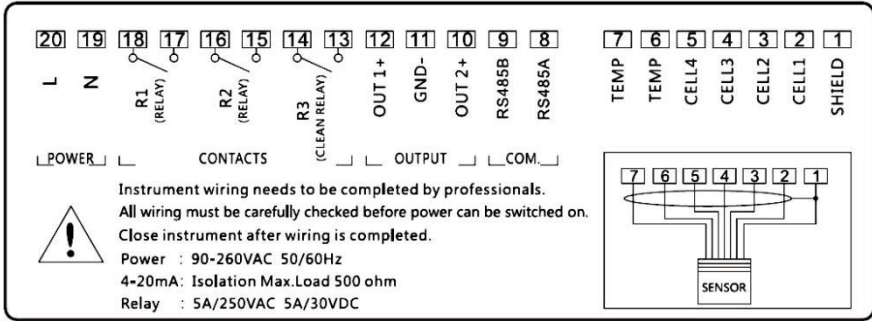 20 19 18 17 16 15 14 13 12 11 10 9 8 7 6 5 4 3 2 1
L
N
R1
(RELAY)
R2
(RELAY)
R3
(CLEAN RELAY)
OUT 1+
GND-
OUT 2+
RS485B
RS485A
TEMP
TEMP
CELL4
CELL3
CELL2
CELL1
SHIELD
POWER CONTACTS OUTPUT COM.
Instrument wiring needs to be completed by professionals.
All wiring must be carefully checked before power can be switched on.
Close instrument after wiring is completed.
Power : 90-260VAC 50/60Hz
4-20mA: Isolation Max.Load 500 ohm
Relay : 5A/250VAC 5A/30VDC
!
7 6 5 4 3 2 1
SENSOR